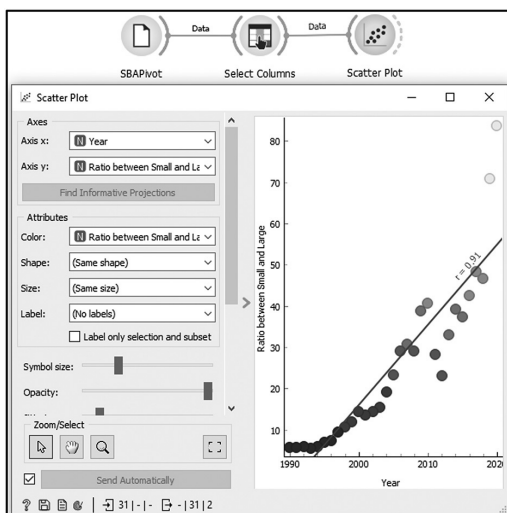 Data
Data
SBAPivot
Select Columns
Scatter Plot
Scatter Plot
Axes
Axis x:
N Year
Axis y:
N Ratio between Small and La
Find Informative Projections
Attributes
Color:
N Ratio between Small and La
Shape:
(Same shape)
Size:
(Same size)
Label:
(No labels)
Label only selection and subset
Symbol size:
Opacity:
Zoom/Select
Send Automatically
? 31 | - | - - | 31 | 2
Ratio between Small and Large
80
70
60
50
40
30
20
10
r = 0.91
1990
2000
2010
2020
Year